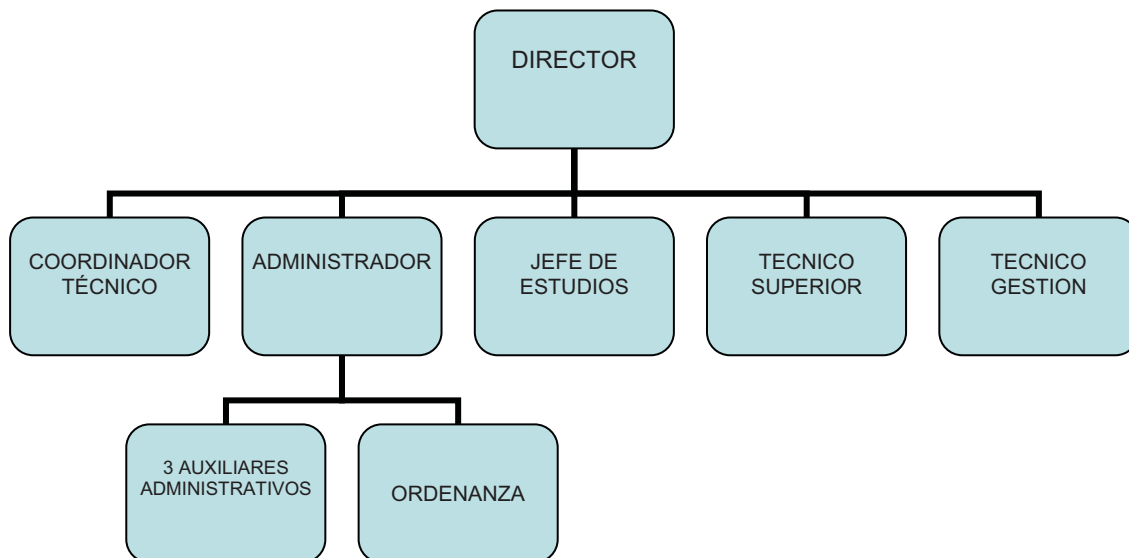 DIRECTOR
COORDINADOR
TÉCNICO
ADMINISTRADOR
JEFE DE
ESTUDIOS
TECNICO
SUPERIOR
TECNICO
GESTION
3 AUXILIARES
ADMINISTRATIVOS
ORDENANZA